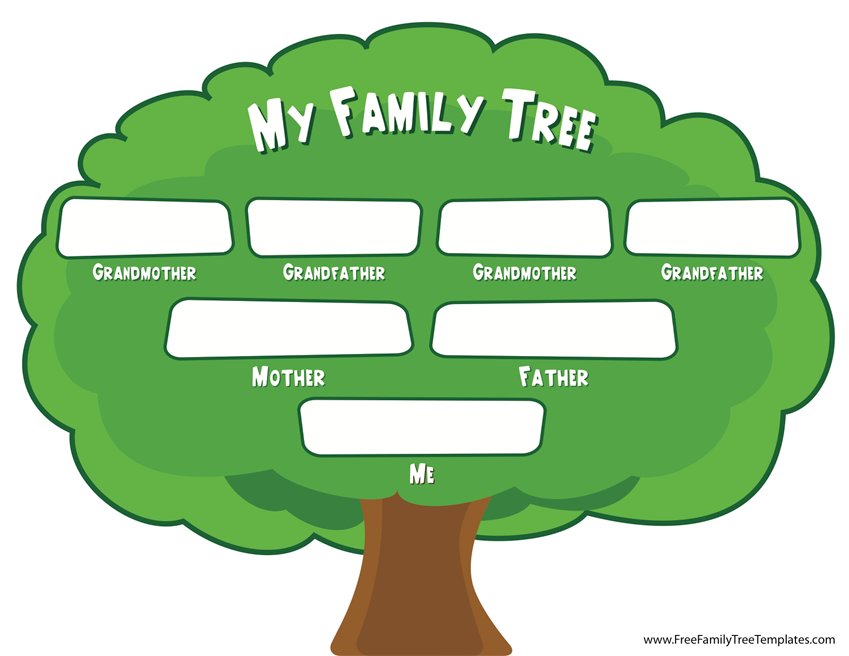 My Family Tree
Grandmother Grandfather Grandmother Grandfather
Mother Father
Me
www.FreeFamilyTreeTemplates.com